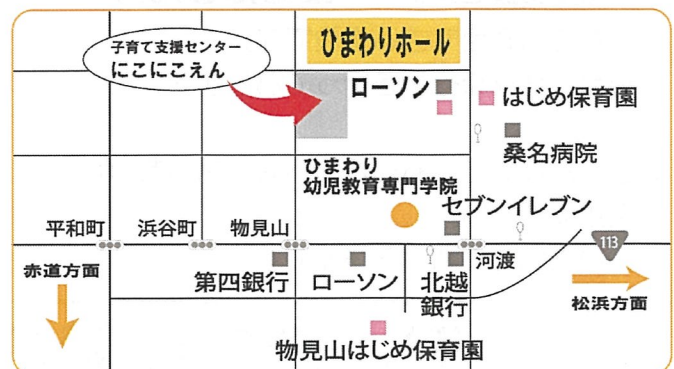 子育て支援センター
にこにこえん
ひまわりホール
ローソン
はじめ保育園
桑名病院
ひまわり
幼児教育専門学院
セブンイレブン
平和町
浜谷町
物見山
113
赤道方面
第四銀行
ローソン
北越
銀行
河渡
松浜方面
物見山はじめ保育園